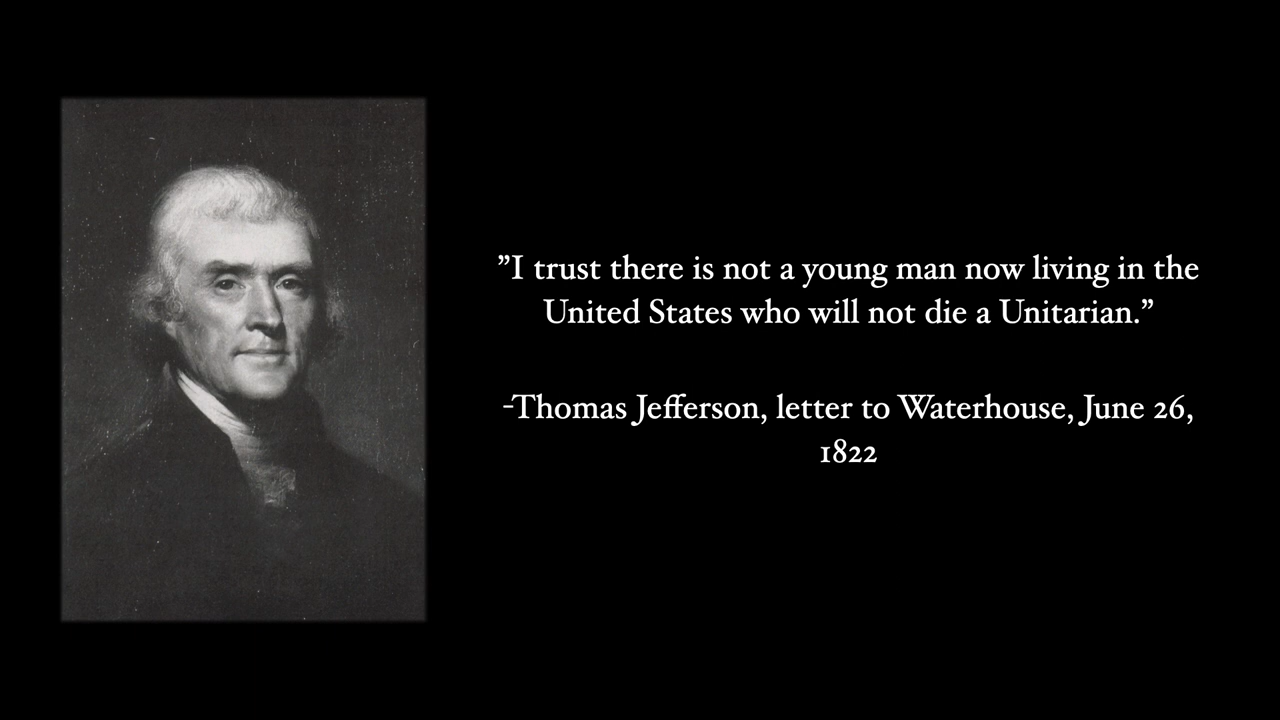 ”I trust there is not a young man now living in the
United States who will not die a Unitarian.”
-Thomas Jefferson, letter to Waterhouse, June 26,
1822